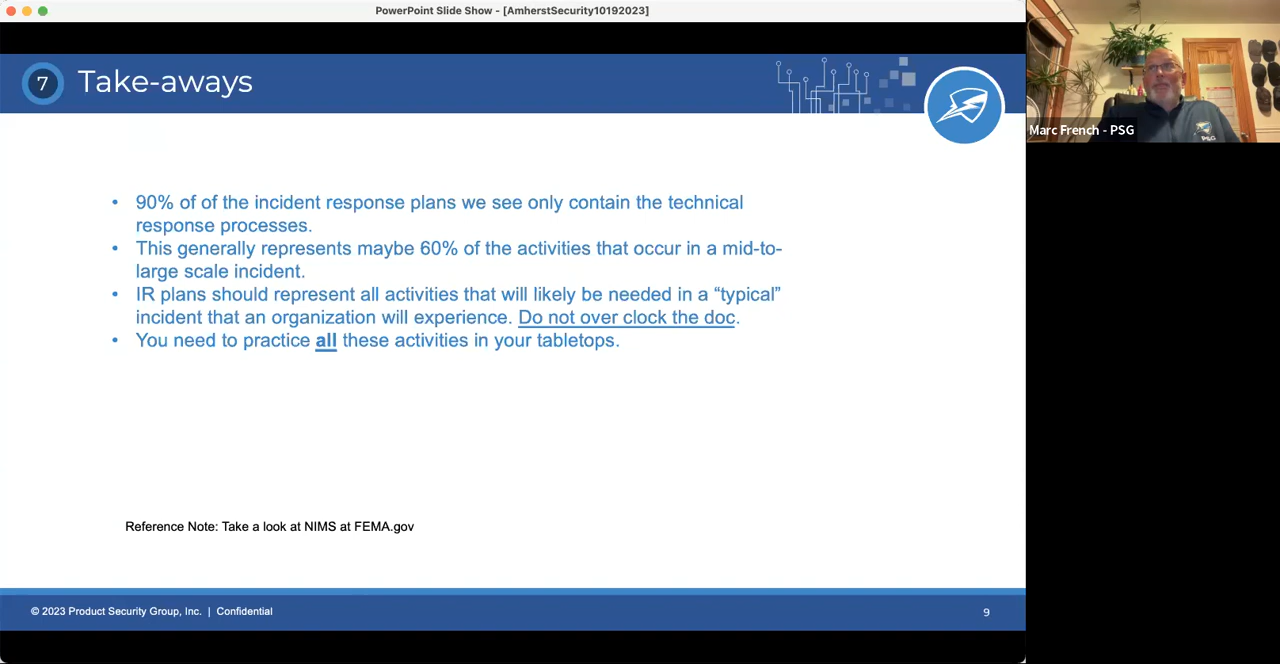 PowerPoint Slide Show - [AmherstSecurity10192023]
7 Take-aways
• 90% of of the incident response plans we see only contain the technical
response processes.
• This generally represents maybe 60% of the activities that occur in a mid-to-
large scale incident.
• IR plans should represent all activities that will likely be needed in a “typical”
incident that an organization will experience. Do not over clock the doc.
• You need to practice all these activities in your tabletops.
Reference Note: Take a look at NIMS at FEMA.gov
© 2023 Product Security Group, Inc. | Confidential
9
Marc French - PSG
PSG